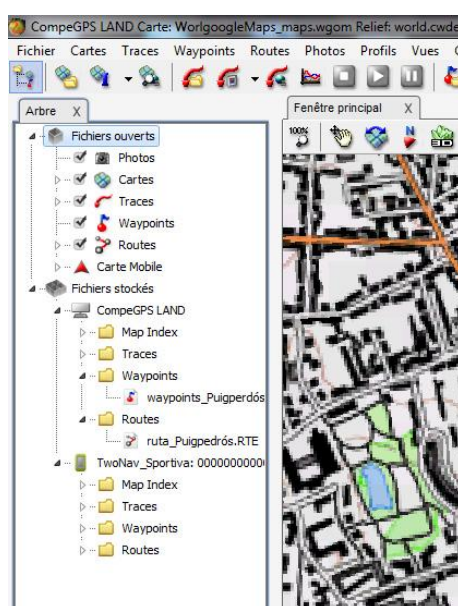 CompeGPS LAND Carte: WorlgoogleMaps_maps.wgom Relief: world.cwde
Fichier Cartes Traces Waypoints Routes Photos Profils Vues
Arbre X
Fenêtre principal X
100%
N
3D
Fichiers ouverts
Photos
Cartes
Traces
Waypoints
Routes
Carte Mobile
Fichiers stockés
CompeGPS LAND
Map Index
Traces
Waypoints
waypoints_Puigperdós
Routes
ruta_Puigpedrós.RTE
TwoNav_Sportiva: 0000000000
Map Index
Traces
Waypoints
Routes